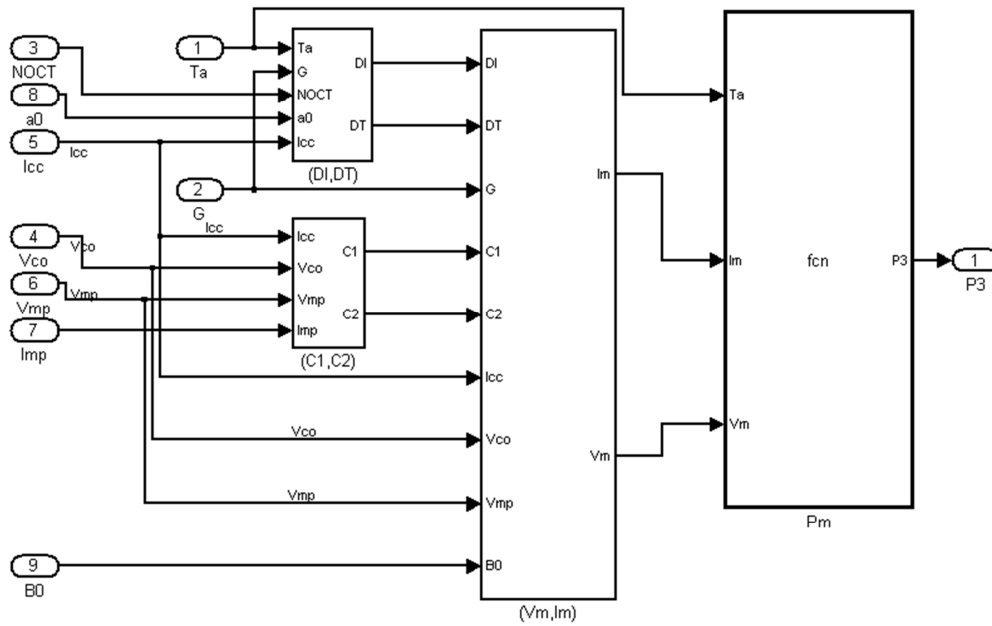 3
NOCT
8
a0
5
Icc
Icc
4
Vco
Vco
6
Vmp
Vmp
7
Imp
9
B0
1
Ta
2
G
Icc
Ta
G
NOCT
a0
Icc
DI
DT
(DI,DT)
Icc
Vco
Vmp
Imp
C1
C2
(C1,C2)
Vco
Vmp
DI
DT
G
C1
C2
Icc
Vco
Vmp
B0
Im
Vm
(Vm,Im)
Ta
Im
Vm
fcn
P3
Pm
1
P3